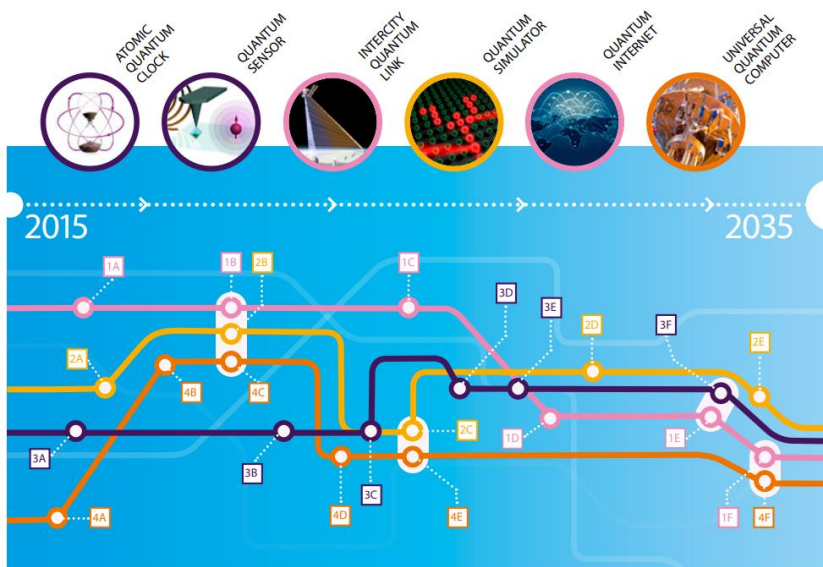 ATOMIC
QUANTUM
CLOCK
QUANTUM
SENSOR
INTERCITY
QUANTUM
LINK
QUANTUM
SIMULATOR
QUANTUM
INTERNET
UNIVERSAL
QUANTUM
COMPUTER
2015
2035
1A
1B
2B
1C
3D
3E
2D
3F
2E
2A
4B
4C
3A
3B
3C
2C
1D
1E
4A
4D
4E
1F
4F